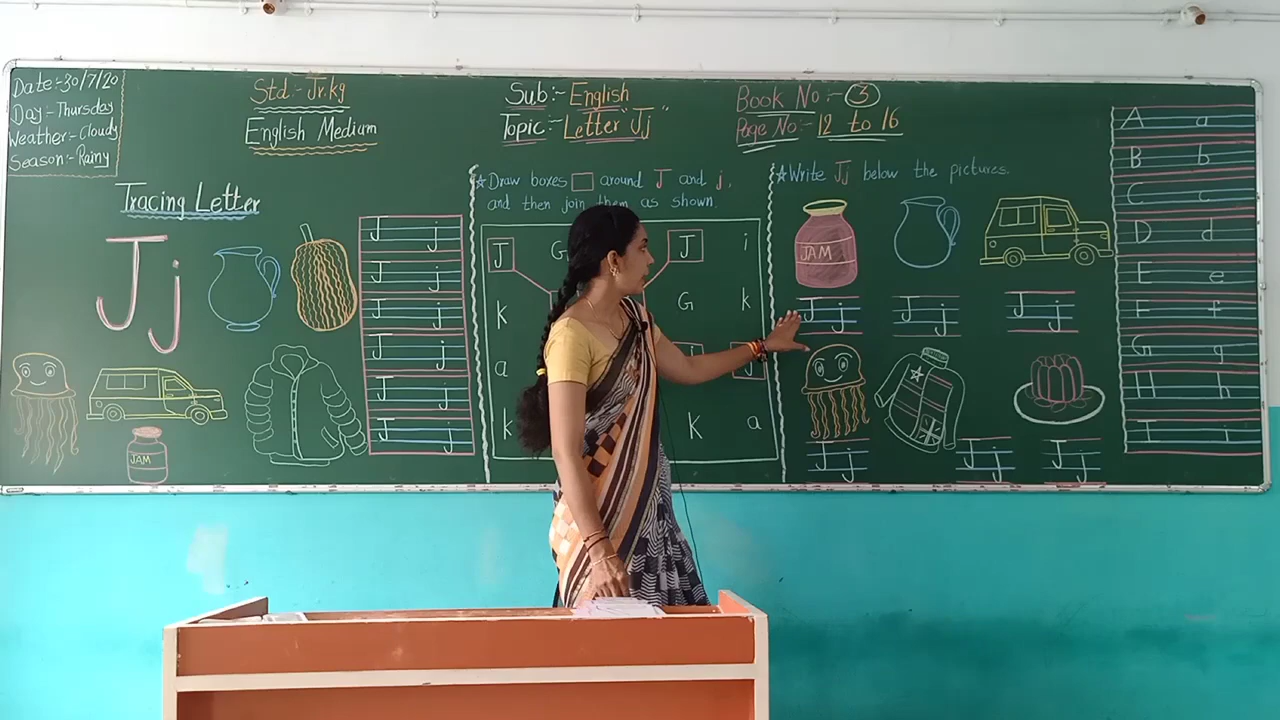 Date:-30/7/20
Day:-Thursday
Weather:-Cloudy
Season:-Rainy
Std:-Jr.kg
English Medium
Sub:-English
Topic:-Letter "Jj"
Book No:-3
Page No:-12 to 16
Tracing Letter
J j
JAM
J j
J j
J j
J j
J j
J j
★Draw boxes □ around J and j,
and then join them as shown.
J G J i
k G k
a J
k K a
★Write Jj below the pictures.
JAM
Jj Jj Jj
Jj Jj Jj
A a
B b
C c
D d
E e
F f
G g
H h
I i